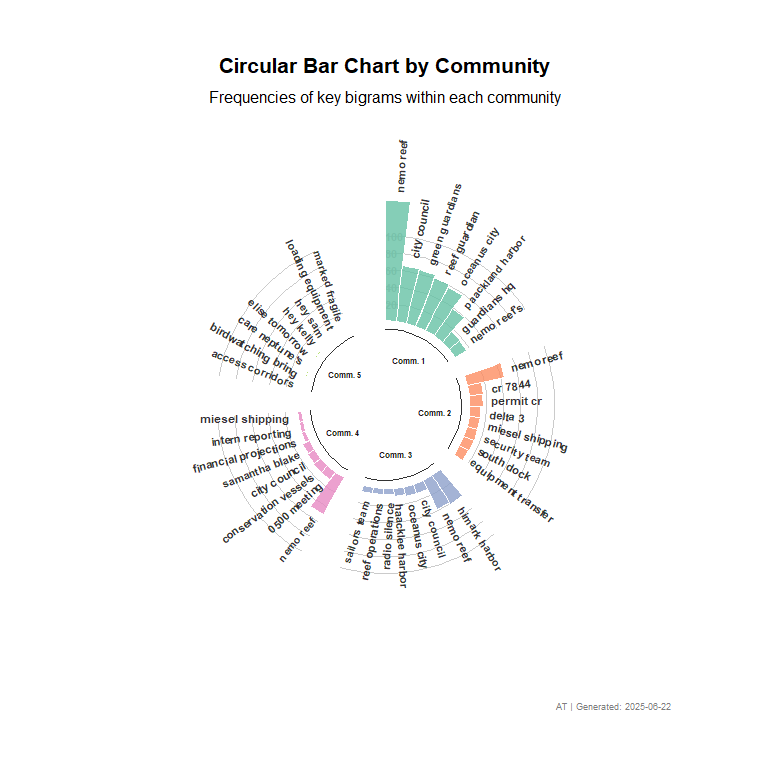 Circular Bar Chart by Community
Frequencies of key bigrams within each community
nemo reef
city council
green guardians
reef guardian
oceanus city
paackland harbor
guardians hq
nemo reef's
Comm. 1
nemo reef
cr 7844
permit cr
delta 3
miesel shipping
security team
south dock
equipment transfer
Comm. 2
himark harbor
nemo reef
city council
oceanus city
haacklee harbor
radio silence
reef operations
sailors team
Comm. 3
nemo reef
0500 meeting
conservation vessels
city council
samantha blake
financial projections
intern reporting
miesel shipping
Comm. 4
access corridors
birdwatching bring
care neptune's
elise tomorrow
hey kelly
hey sam
loading equipment
marked fragile
Comm. 5
AT | Generated: 2025-06-22